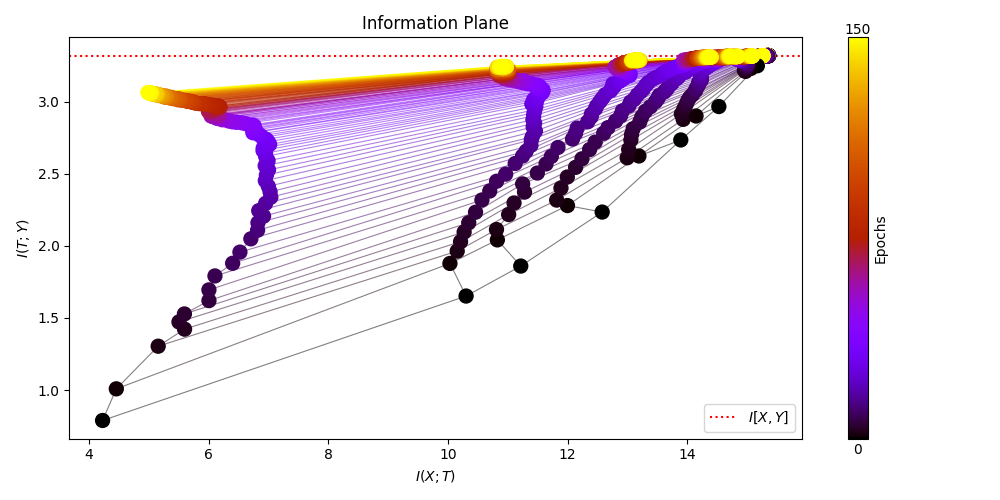 Information Plane
150
3.0
2.5
2.0
1.5
1.0
I(T; Y)
4
6
8
10
12
14
I(X; T)
I[X, Y]
Epochs
0